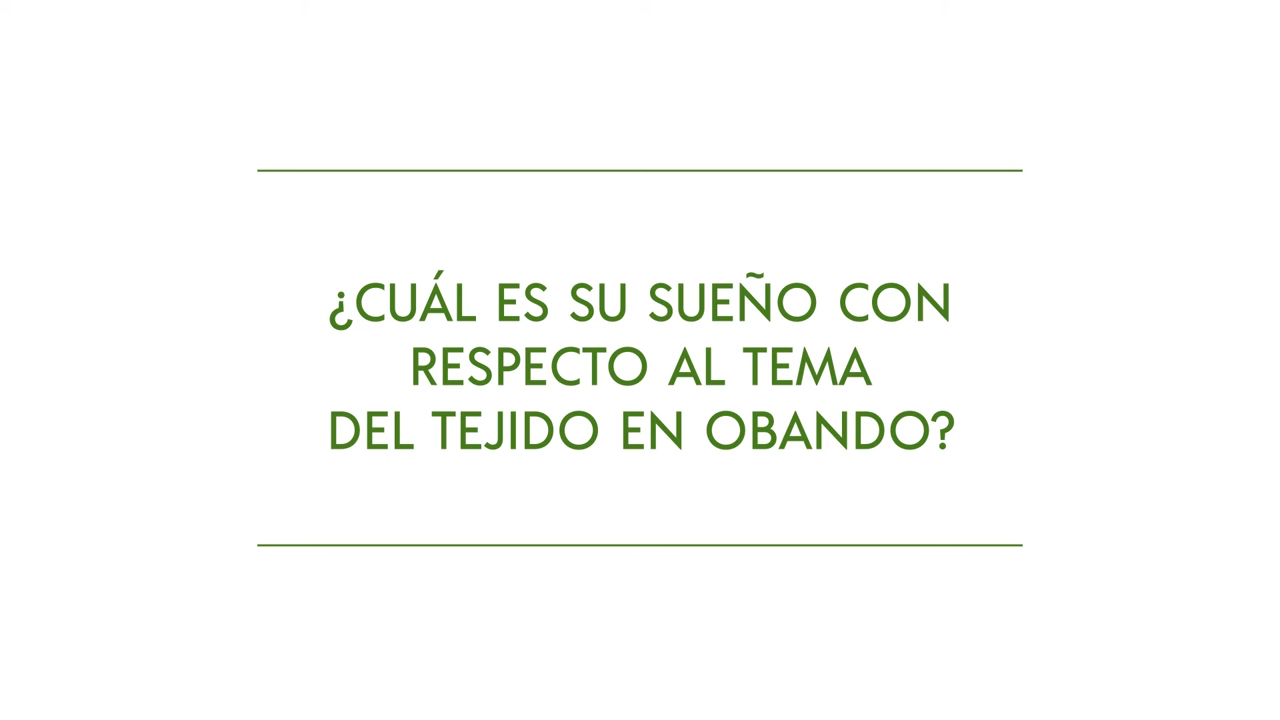 ¿CUÁL ES SU SUEÑO CON
RESPECTO AL TEMA
DEL TEJIDO EN OBANDO?